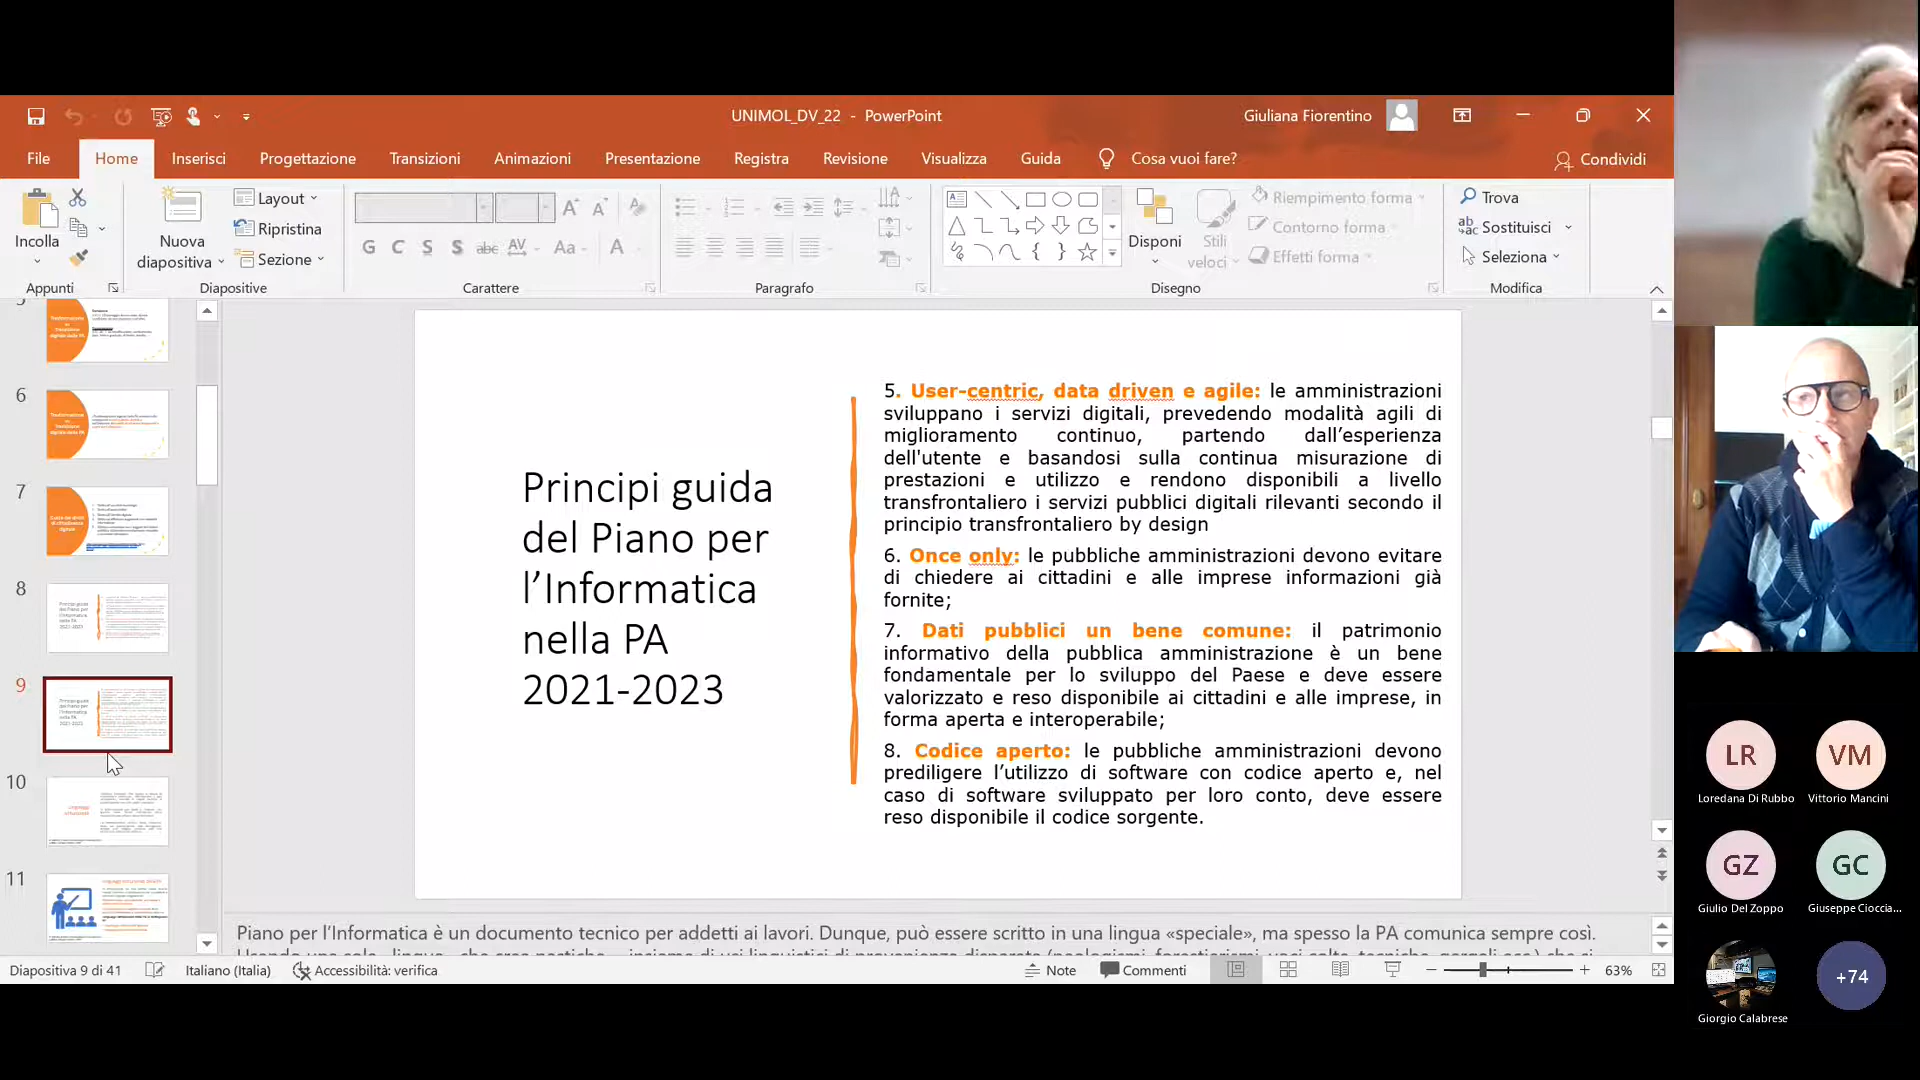 UNIMOL_DV_22 - PowerPoint
Giuliana Fiorentino
File
Home
Inserisci
Progettazione
Transizioni
Animazioni
Presentazione
Registra
Revisione
Visualizza
Guida
Cosa vuoi fare?
Condividi
Incolla
Nuova
diapositiva
Layout
Ripristina
Sezione
G C S S abc AV Aa A
Disponi
Stili
veloci
Riempimento forma
Contorno forma
Effetti forma
Trova
Sostituisci
Seleziona
Appunti
Diapositive
Carattere
Paragrafo
Disegno
Modifica
6
7
8
9
10
11
Principi guida
del Piano per
l’Informatica
nella PA
2021-2023
5. User-centric, data driven e agile: le amministrazioni
sviluppano i servizi digitali, prevedendo modalità agili di
miglioramento continuo, partendo dall’esperienza
dell'utente e basandosi sulla continua misurazione di
prestazioni e utilizzo e rendono disponibili a livello
transfrontaliero i servizi pubblici digitali rilevanti secondo il
principio transfrontaliero by design
6. Once only: le pubbliche amministrazioni devono evitare
di chiedere ai cittadini e alle imprese informazioni già
fornite;
7. Dati pubblici un bene comune: il patrimonio
informativo della pubblica amministrazione è un bene
fondamentale per lo sviluppo del Paese e deve essere
valorizzato e reso disponibile ai cittadini e alle imprese, in
forma aperta e interoperabile;
8. Codice aperto: le pubbliche amministrazioni devono
prediligere l’utilizzo di software con codice aperto e, nel
caso di software sviluppato per loro conto, deve essere
reso disponibile il codice sorgente.
Piano per l’Informatica è un documento tecnico per addetti ai lavori. Dunque, può essere scritto in una lingua «speciale», ma spesso la PA comunica sempre così.
Diapositiva 9 di 41
Italiano (Italia)
Accessibilità: verifica
Note
Commenti
63%
LR
Loredana Di Rubbo
VM
Vittorio Mancini
GZ
Giulio Del Zoppo
GC
Giuseppe Cioccia...
Giorgio Calabrese
+74